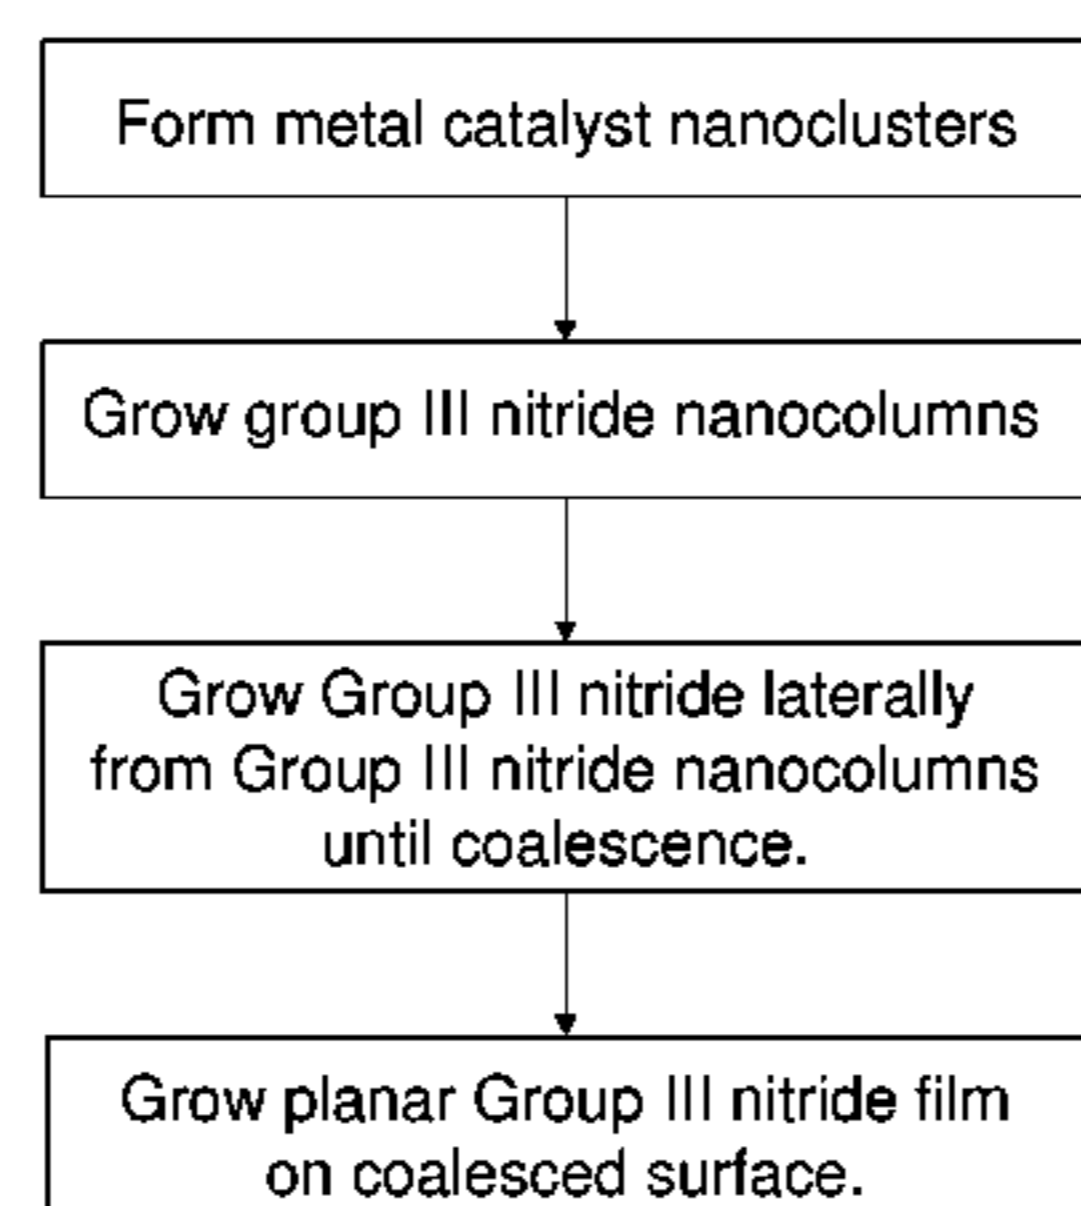 Form metal catalyst nanoclusters
Grow group III nitride nanocolumns
Grow Group III nitride laterally
from Group III nitride nanocolumns
until coalescence.
Grow planar Group III nitride film
on coalesced surface.